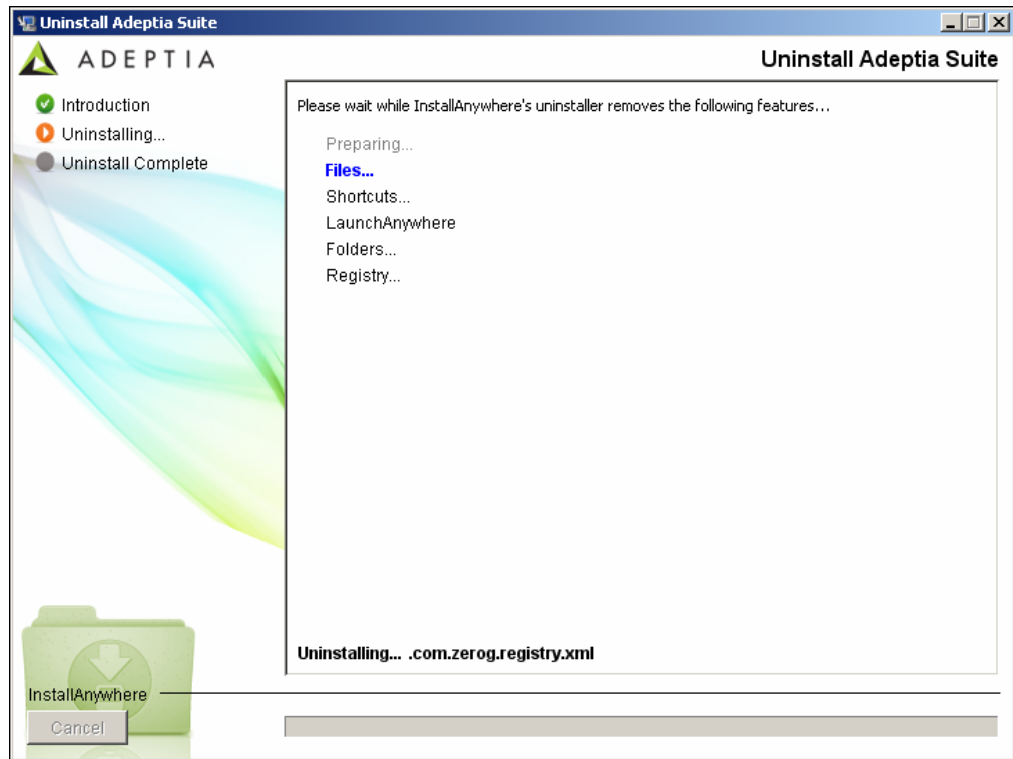 Uninstall Adeptia Suite
ADEPTIA
Uninstall Adeptia Suite
Introduction
Uninstalling...
Uninstall Complete
Please wait while InstallAnywhere's uninstaller removes the following features...
Preparing...
Files...
Shortcuts...
LaunchAnywhere
Folders...
Registry...
Uninstalling... .com.zerog.registry.xml
InstallAnywhere
Cancel